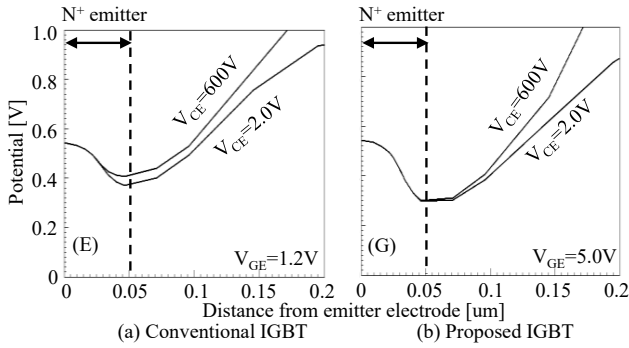 N+ emitter
N+ emitter
1.0
0.8
0.6
0.4
0.2
0
Potential [V]
VCE=600V
VCE=2.0V
(E)
VGE=1.2V
0 0.05 0.1 0.15 0.2
VCE=600V
VCE=2.0V
(G)
VGE=5.0V
0 0.05 0.1 0.15 0.2
Distance from emitter electrode [um]
(a) Conventional IGBT
(b) Proposed IGBT